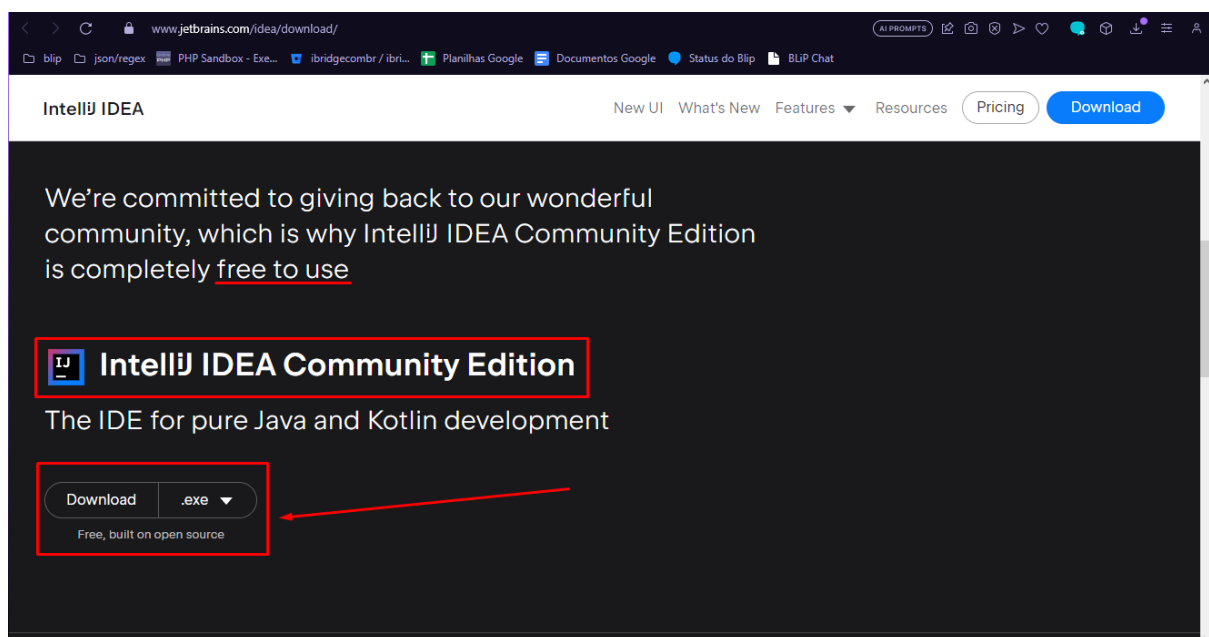 www.jetbrains.com/idea/download/
AI PROMPTS
blip json/regex PHP Sandbox - Exe... ibridgecombr / ibri... Planilhas Google Documentos Google Status do Blip BLiP Chat
IntelliJ IDEA New UI What's New Features Resources Pricing Download
We're committed to giving back to our wonderful
community, which is why IntelliJ IDEA Community Edition
is completely free to use
IJ IntelliJ IDEA Community Edition
The IDE for pure Java and Kotlin development
Download .exe
Free, built on open source